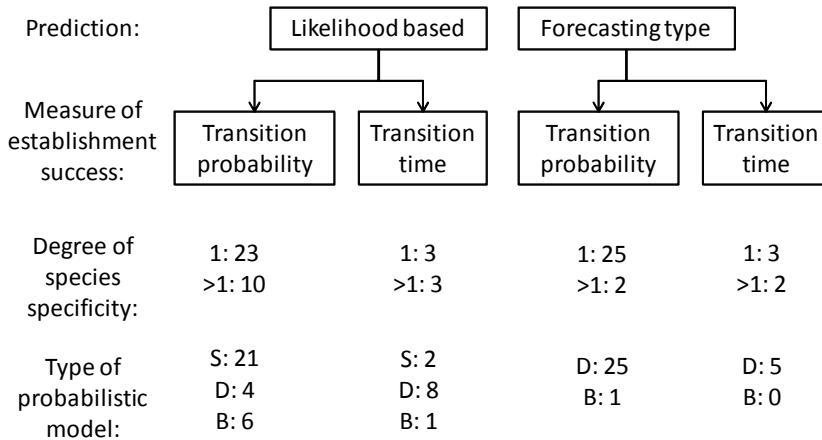 Prediction:
Likelihood based
Forecasting type
Measure of
establishment
success:
Transition
probability
Transition
time
Transition
probability
Transition
time
Degree of
species
specificity:
1: 23
>1: 10
1: 3
>1: 3
1: 25
>1: 2
1: 3
>1: 2
Type of
probabilistic
model:
S: 21
D: 4
B: 6
S: 2
D: 8
B: 1
D: 25
B: 1
D: 5
B: 0